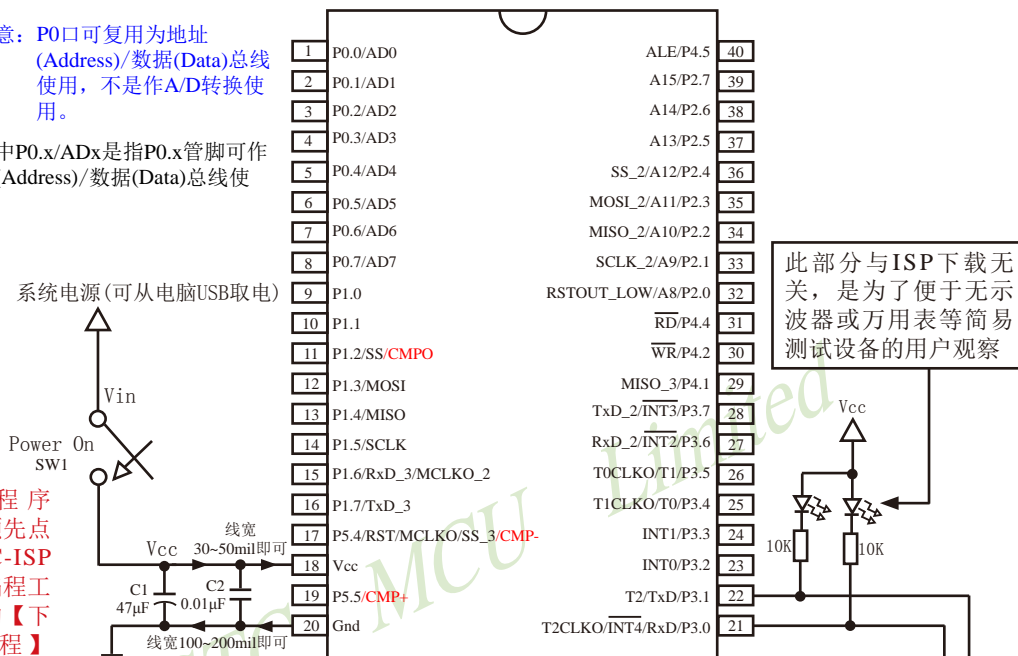 意：P0口可复用为地址
(Address)/数据(Data)总线
使用，不是作A/D转换使
用。
中P0.x/ADx是指P0.x管脚可作
(Address)/数据(Data)总线使
系统电源(可从电脑USB取电)
Vin
Power On
SW1
程 序
先点
-ISP
程工
【下
程 】
Vcc
线宽
30~50mil即可
C1
47μF
C2
0.01μF
线宽100~200mil即可
1 P0.0/AD0
2 P0.1/AD1
3 P0.2/AD2
4 P0.3/AD3
5 P0.4/AD4
6 P0.5/AD5
7 P0.6/AD6
8 P0.7/AD7
9 P1.0
10 P1.1
11 P1.2/SS/CMPO
12 P1.3/MOSI
13 P1.4/MISO
14 P1.5/SCLK
15 P1.6/RxD_3/MCLKO_2
16 P1.7/TxD_3
17 P5.4/RST/MCLKO/SS_3/CMP-
18 Vcc
19 P5.5/CMP+
20 Gnd
ALE/P4.5 40
A15/P2.7 39
A14/P2.6 38
A13/P2.5 37
SS_2/A12/P2.4 36
MOSI_2/A11/P2.3 35
MISO_2/A10/P2.2 34
SCLK_2/A9/P2.1 33
RSTOUT_LOW/A8/P2.0 32
RD/P4.4 31
WR/P4.2 30
MISO_3/P4.1 29
TxD_2/INT3/P3.7 28
RxD_2/INT2/P3.6 27
T0CLKO/T1/P3.5 26
T1CLKO/T0/P3.4 25
INT1/P3.3 24
INT0/P3.2 23
T2/TxD/P3.1 22
T2CLKO/INT4/RxD/P3.0 21
此部分与ISP下载无
关，是为了便于无示
波器或万用表等简易
测试设备的用户观察
Vcc
10K
10K
MCU Limited